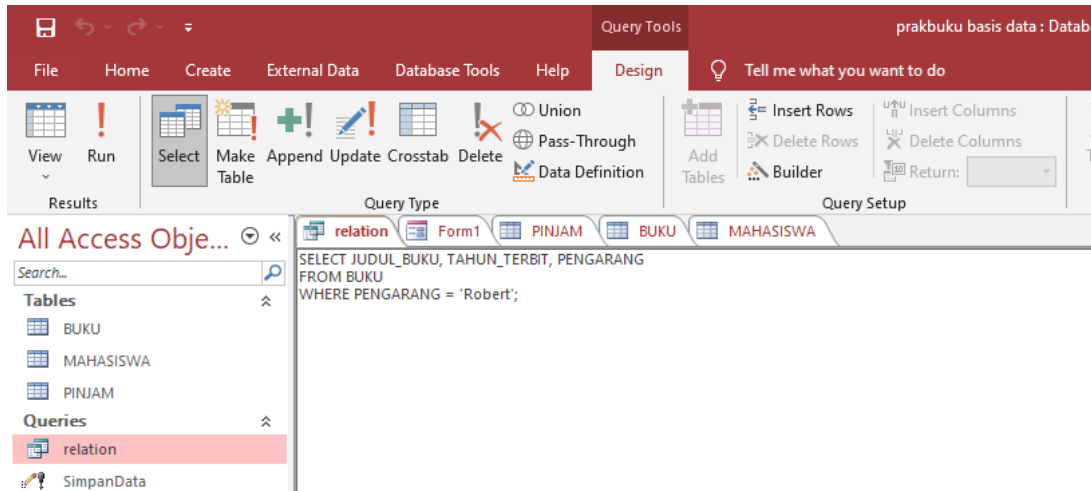 Query Tools
prakbuku basis data : Datab
File Home Create External Data Database Tools Help Design Tell me what you want to do
View Run Select Make Table Append Update Crosstab Delete
Union
Pass-Through
Data Definition
Add Tables
Insert Rows
Delete Rows
Builder
Insert Columns
Delete Columns
Return:
Results Query Type Query Setup
All Access Obje... «
relation Form1 PINJAM BUKU MAHASISWA
Search...
Tables
BUKU
MAHASISWA
PINJAM
Queries
relation
SimpanData
SELECT JUDUL_BUKU, TAHUN_TERBIT, PENGARANG
FROM BUKU
WHERE PENGARANG = 'Robert';